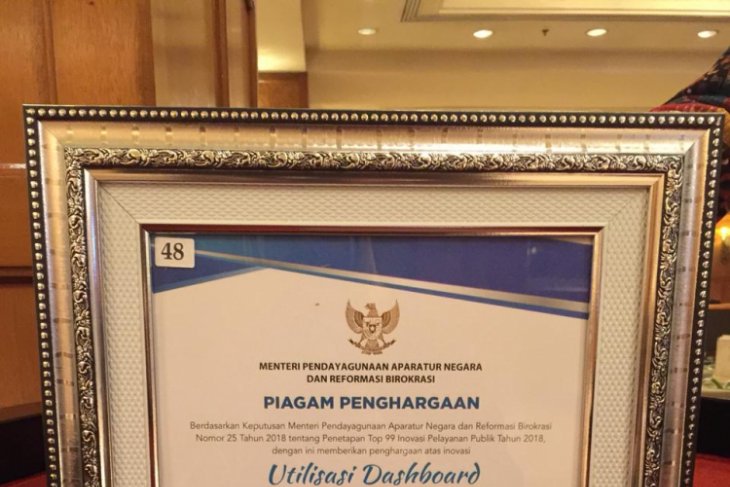 48
MENTERI PENDAYAGUNAAN APARATUR NEGARA
DAN REFORMASI BIROKRASI
PIAGAM PENGHARGAAN
Berdasarkan Keputusan Menteri Pendayagunaan Aparatur Negara dan Reformasi Birokrasi
Nomor 25 Tahun 2018 tentang Penetapan Top 99 Inovasi Pelayanan Publik Tahun 2018,
dengan ini memberikan penghargaan atas inovasi
Utilisasi Dashboard